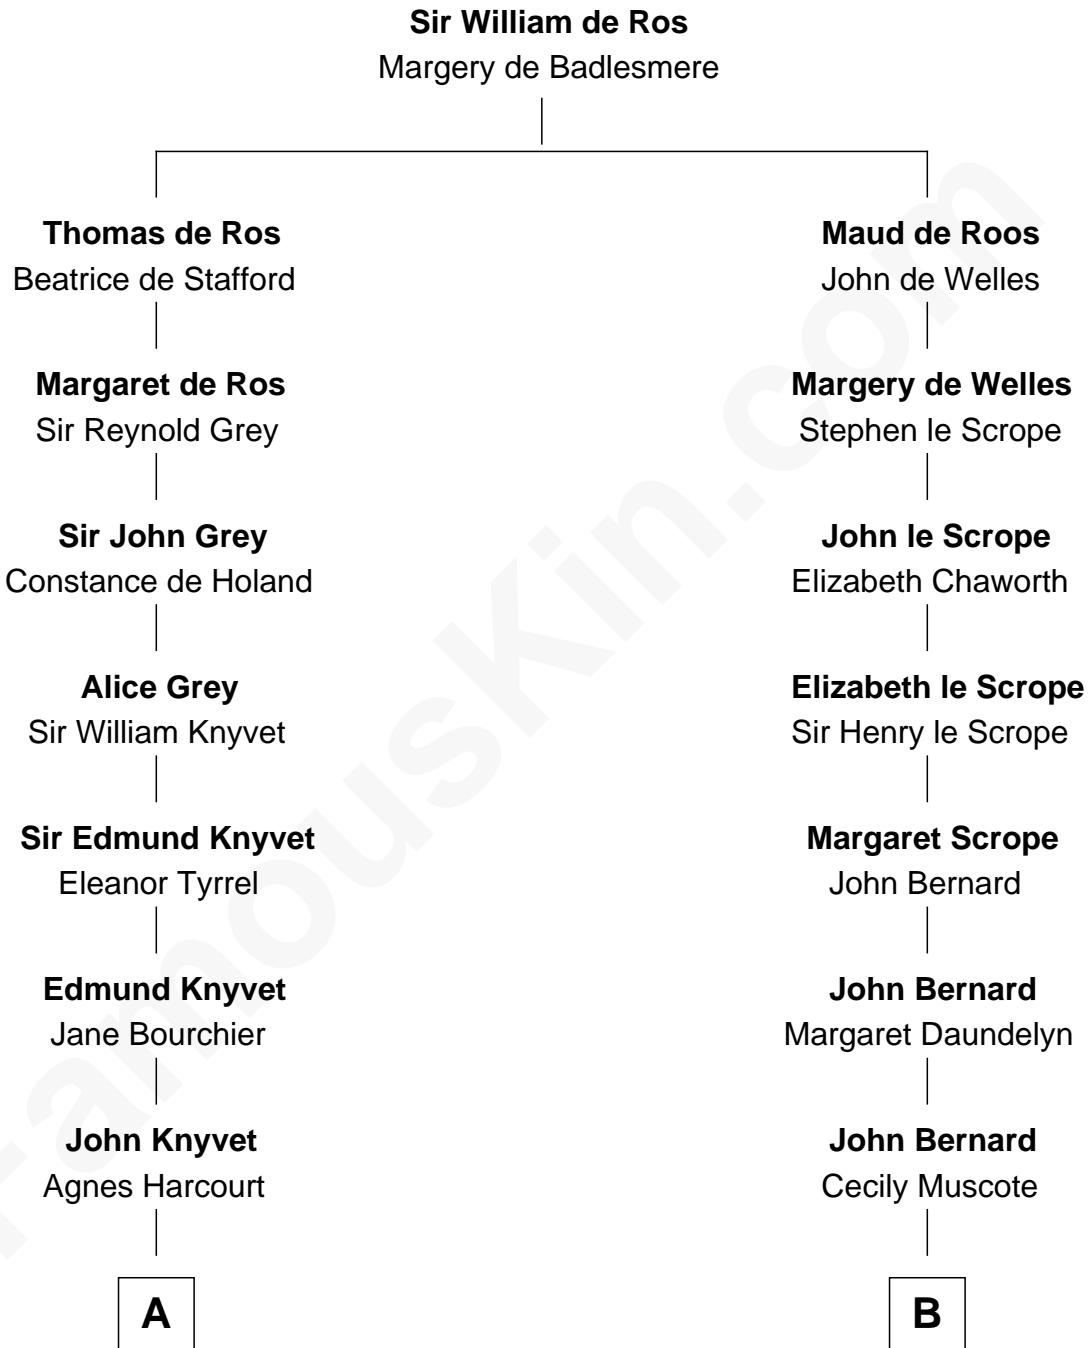 Sir William de Ros
Margery de Badlesmere
Thomas de Ros
Beatrice de Stafford
Margaret de Ros
Sir Reynold Grey
Sir John Grey
Constance de Holand
Alice Grey
Sir William Knyvet
Sir Edmund Knyvet
Eleanor Tyrrel
Edmund Knyvet
Jane Bourchier
John Knyvet
Agnes Harcourt
A
Maud de Roos
John de Welles
Margery de Welles
Stephen le Scrope
John le Scrope
Elizabeth Chaworth
Elizabeth le Scrope
Sir Henry le Scrope
Margaret Scrope
John Bernard
John Bernard
Margaret Daundelyn
John Bernard
Cecily Muscote
B
FamousKin.com